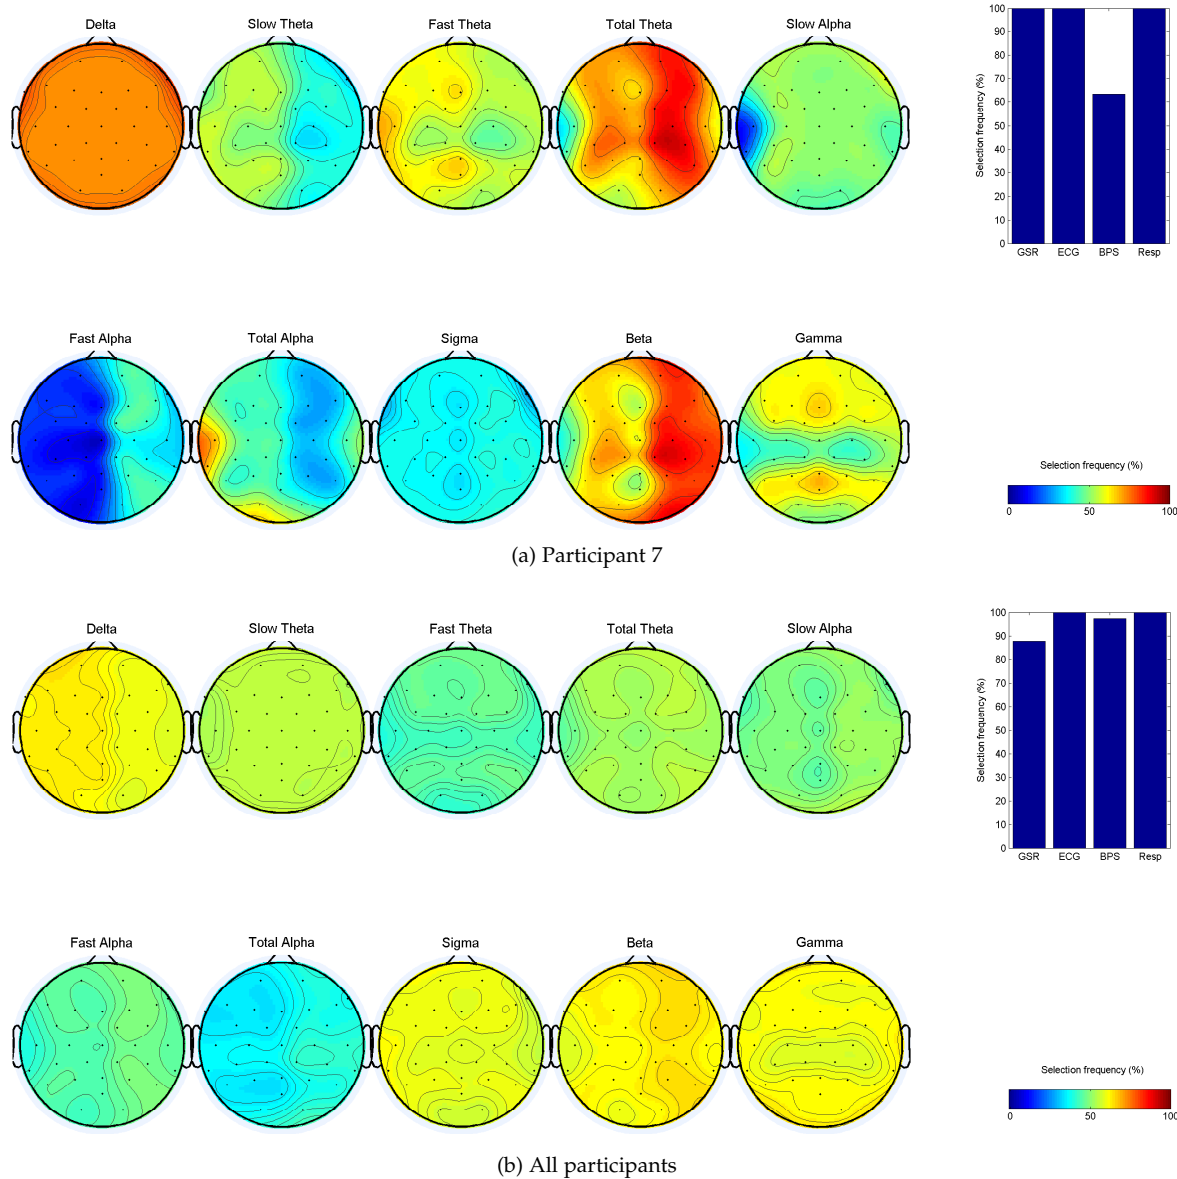 Delta Slow Theta Fast Theta Total Theta Slow Alpha
100
90
80
70
60
50
40
30
20
10
0
Selection frequency (%)
GSR ECG BPS Resp
Fast Alpha Total Alpha Sigma Beta Gamma
Selection frequency (%)
0 50 100
(a) Participant 7
Delta Slow Theta Fast Theta Total Theta Slow Alpha
100
90
80
70
60
50
40
30
20
10
0
Selection frequency (%)
GSR ECG BPS Resp
Fast Alpha Total Alpha Sigma Beta Gamma
Selection frequency (%)
0 50 100
(b) All participants